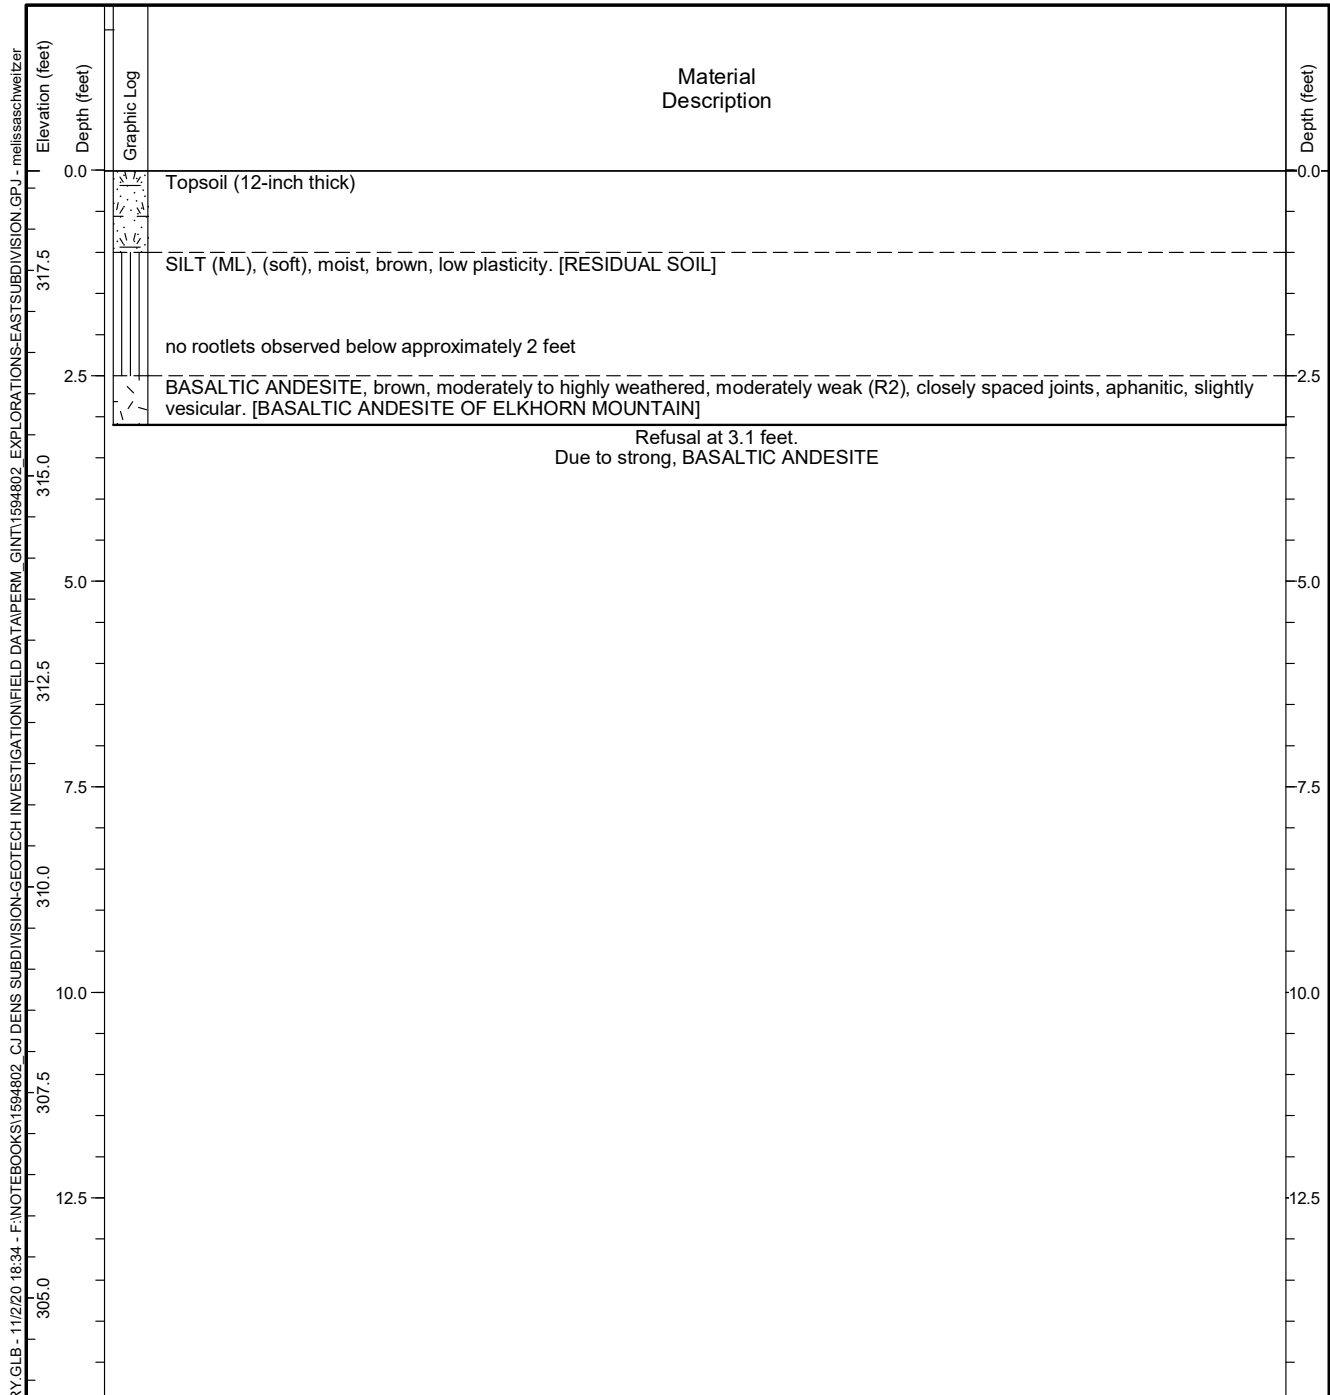 RY.GLB - 11/2/20 18:34 - F:\NOTEBOOKS\1594802_CJ DENS SUBDIVISION-GEOTECH INVESTIGATION\FIELD DATA\PERM_GINT\1594802_EXPLORATIONS-EASTSUBDIVISION.GPJ - melissaschweitzer
Elevation (feet)
Depth (feet)
Graphic Log
Material
Description
Depth (feet)
0.0
Topsoil (12-inch thick)
0.0
SILT (ML), (soft), moist, brown, low plasticity. [RESIDUAL SOIL]
317.5
no rootlets observed below approximately 2 feet
2.5
BASALTIC ANDESITE, brown, moderately to highly weathered, moderately weak (R2), closely spaced joints, aphanitic, slightly
vesicular. [BASALTIC ANDESITE OF ELKHORN MOUNTAIN]
2.5
Refusal at 3.1 feet.
Due to strong, BASALTIC ANDESITE
315.0
5.0
5.0
312.5
7.5
7.5
310.0
10.0
10.0
307.5
12.5
12.5
305.0